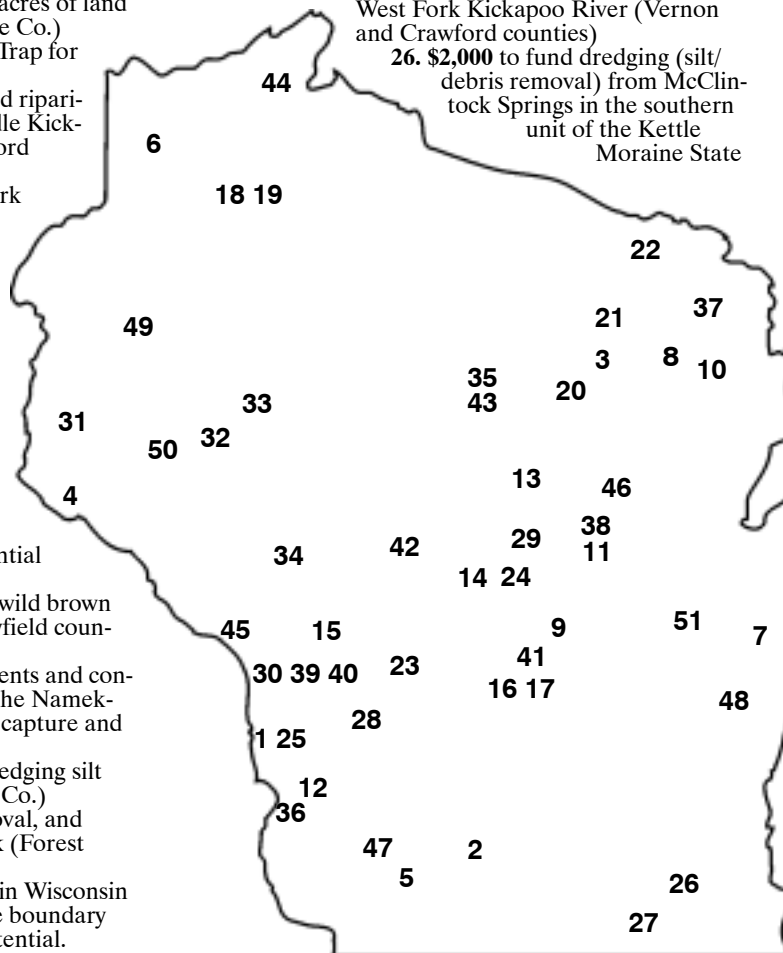 acres of land
e Co.)
Trap for
d ripari-
lle Kick-
ord
rk
West Fork Kickapoo River (Vernon
and Crawford counties)
26. $2,000 to fund dredging (silt/
debris removal) from McClin-
tock Springs in the southern
unit of the Kettle
Moraine State
44
6
18 19
22
49
21
37
3
8
10
35
20
43
33
31
32
50
13
46
4
38
29
42
11
34
14 24
ntial
wild brown
yfield coun-
ents and con-
he Namek-
capture and
edging silt
Co.)
oval, and
k (Forest
in Wisconsin
e boundary
tential.
45
15
9
51
7
41
23
30 39 40
16 17
48
28
1 25
12
36
47
2
5
26
27